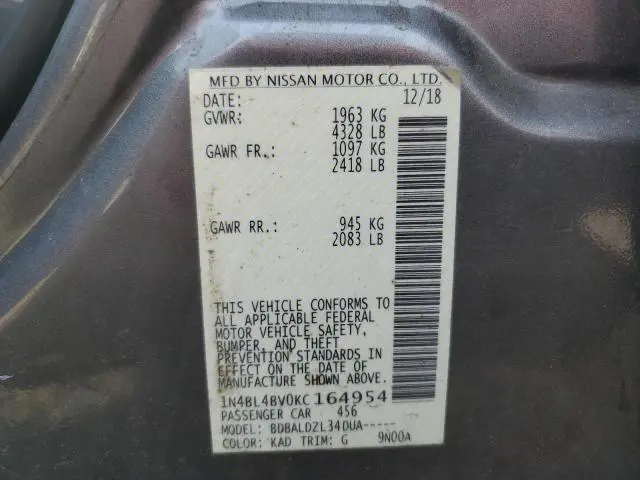 MFD BY NISSAN MOTOR CO., LTD.
DATE: 12/18
GVWR: 1963 KG
4328 LB
GAWR FR.: 1097 KG
2418 LB
GAWR RR.: 945 KG
2083 LB
THIS VEHICLE CONFORMS TO
ALL APPLICABLE FEDERAL
MOTOR VEHICLE SAFETY,
BUMPER, AND THEFT
PREVENTION STANDARDS IN
EFFECT ON THE DATE OF
MANUFACTURE SHOWN ABOVE.
1N4BL4BV0KC164954
PASSENGER CAR 456
MODEL: BDBALDZL34DUA-----
COLOR: KAD TRIM: G 9N00A